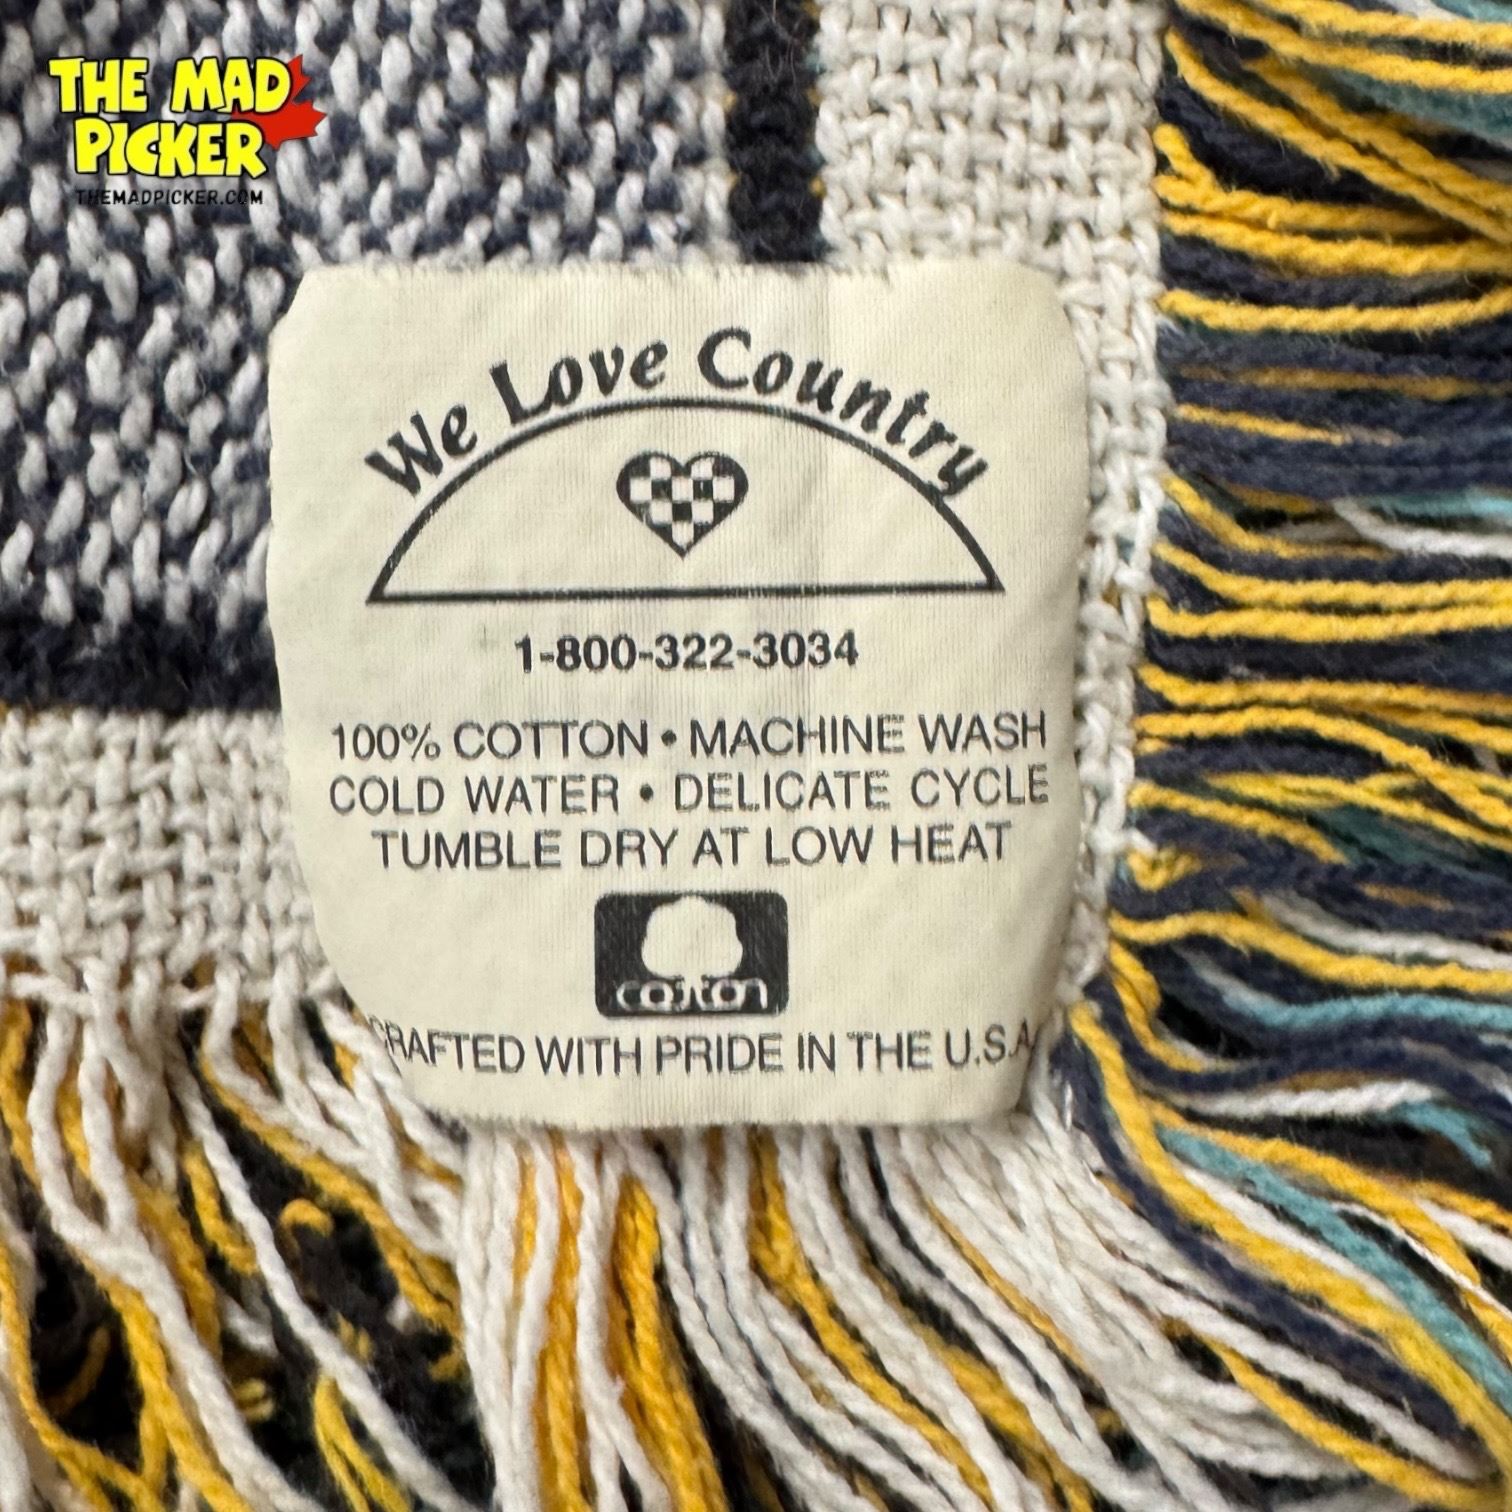 THE MAD
PICKER
THEMADPICKER.COM
We Love Country
1-800-322-3034
100% COTTON • MACHINE WASH
COLD WATER • DELICATE CYCLE
TUMBLE DRY AT LOW HEAT
cotton
CRAFTED WITH PRIDE IN THE U.S.A.